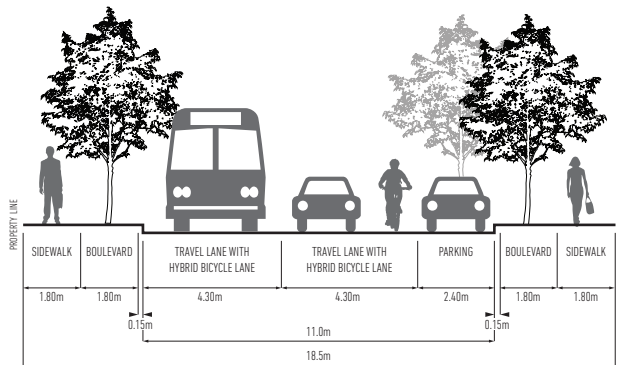 PROPERTY LINE
SIDEWALK
BOULEVARD
TRAVEL LANE WITH
HYBRID BICYCLE LANE
TRAVEL LANE WITH
HYBRID BICYCLE LANE
PARKING
BOULEVARD
SIDEWALK
1.80m
1.80m
4.30m
4.30m
2.40m
1.80m
1.80m
0.15m
0.15m
11.0m
18.5m